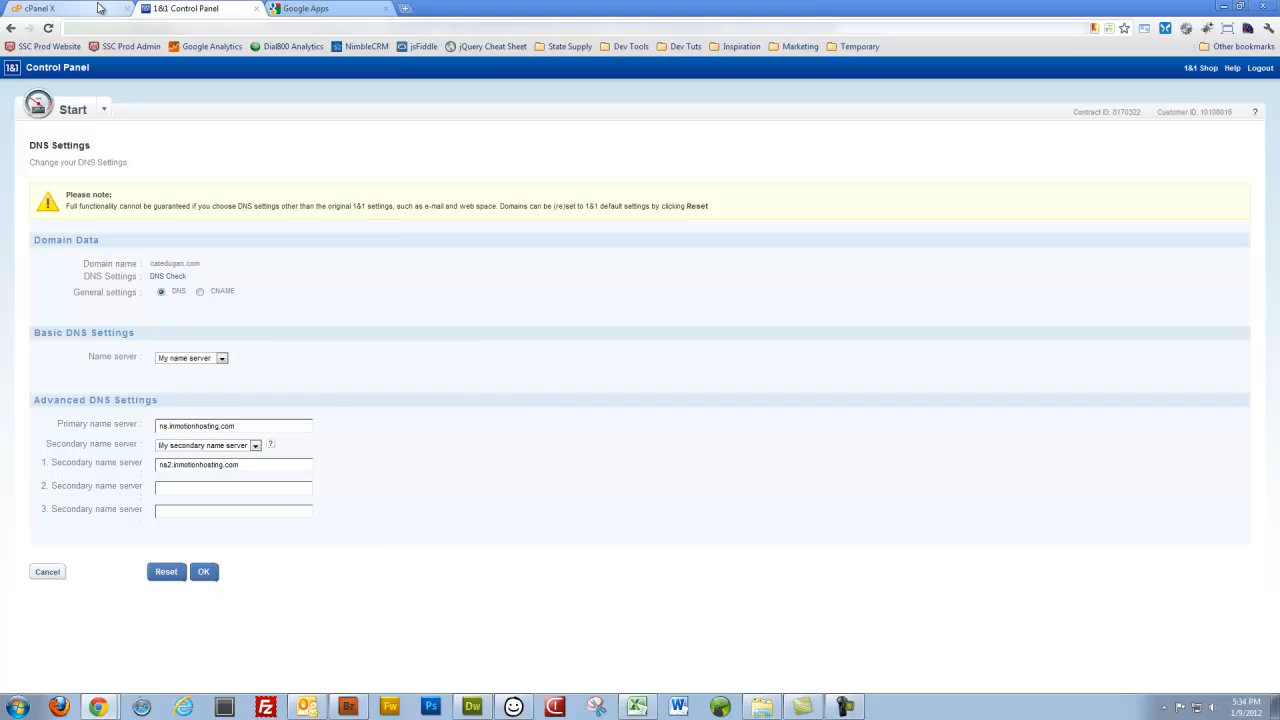 cPanel X
1&1 Control Panel
Google Apps
SSC Prod Website
SSC Prod Admin
Google Analytics
Dial800 Analytics
NimbleCRM
jsFiddle
jQuery Cheat Sheet
State Supply
Dev Tools
Dev Tuts
Inspiration
Marketing
Temporary
Other bookmarks
1&1 Control Panel
1&1 Shop Help Logout
Start
Contract ID: 8170322 Customer ID: 10108016 ?
DNS Settings
Change your DNS Settings.
Please note:
Full functionality cannot be guaranteed if you choose DNS settings other than the original 1&1 settings, such as e-mail and web space. Domains can be (re)set to 1&1 default settings by clicking Reset
Domain Data
Domain name : catedugan.com
DNS Settings : DNS Check
General settings : DNS CNAME
Basic DNS Settings
Name server : My name server
Advanced DNS Settings
Primary name server : ns.inmotionhosting.com
Secondary name server : My secondary name server ?
1. Secondary name server : ns2.inmotionhosting.com
2. Secondary name server :
3. Secondary name server :
Cancel Reset OK
Fz
Br
Fw
Ps
Dw
5:34 PM
1/9/2012